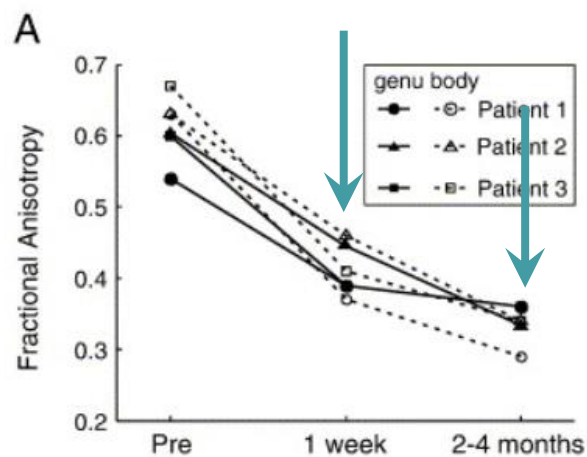 A
0.7
0.6
0.5
0.4
0.3
0.2
Fractional Anisotropy
genu body
Patient 1
Patient 2
Patient 3
Pre 1 week 2-4 months